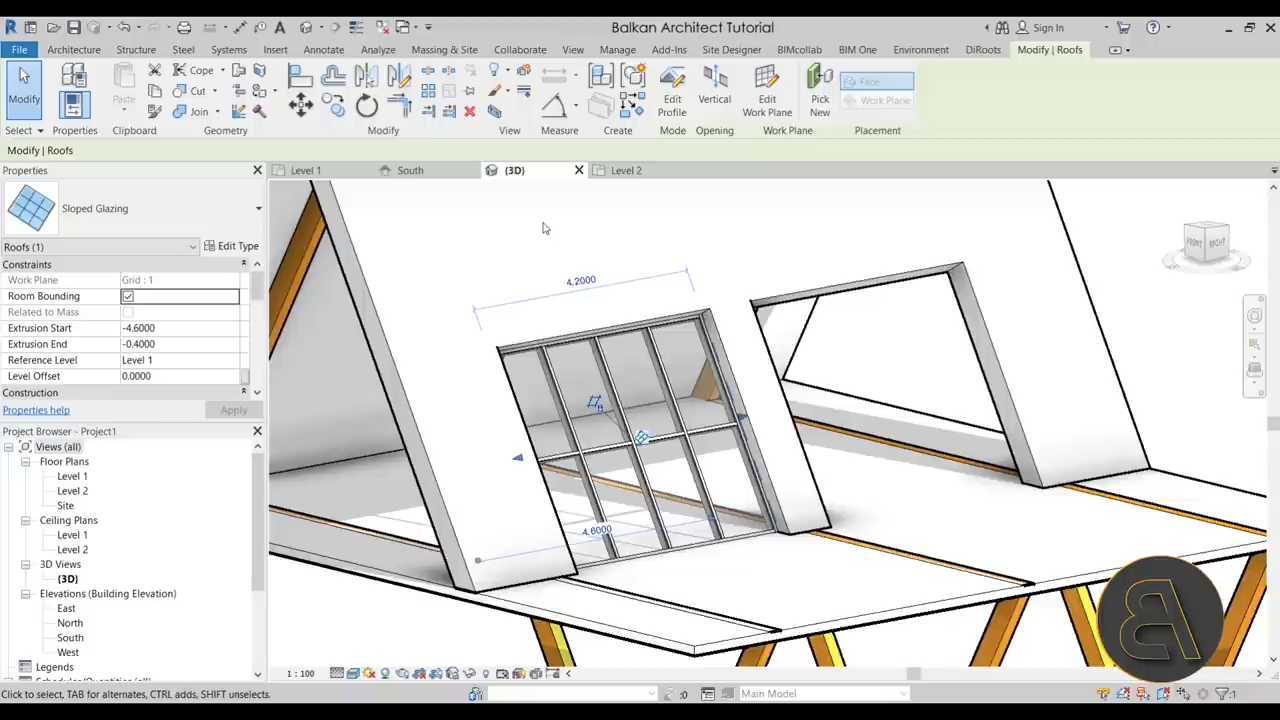 Balkan Architect Tutorial
Sign In
File Architecture Structure Steel Systems Insert Annotate Analyze Massing & Site Collaborate View Manage Add-Ins Site Designer BIMcollab BIM One Environment DiRoots Modify | Roofs
Modify
Paste
Cope
Cut
Join
Edit Profile
Vertical
Edit Work Plane
Pick New
Face
Work Plane
Select Properties Clipboard Geometry Modify View Measure Create Mode Opening Work Plane Placement
Modify | Roofs
Properties
Level 1 South (3D) Level 2
Sloped Glazing
Roofs (1) Edit Type
Constraints
Work Plane Grid : 1
Room Bounding
Related to Mass
Extrusion Start -4.6000
Extrusion End -0.4000
Reference Level Level 1
Level Offset 0.0000
Construction
Properties help Apply
Project Browser - Project1
Views (all)
Floor Plans
Level 1
Level 2
Site
Ceiling Plans
Level 1
Level 2
3D Views
(3D)
Elevations (Building Elevation)
East
North
South
West
Legends
4.2000
4.6000
FRONT RIGHT
1 : 100
Click to select, TAB for alternates, CTRL adds, SHIFT unselects.
:0
Main Model
:1